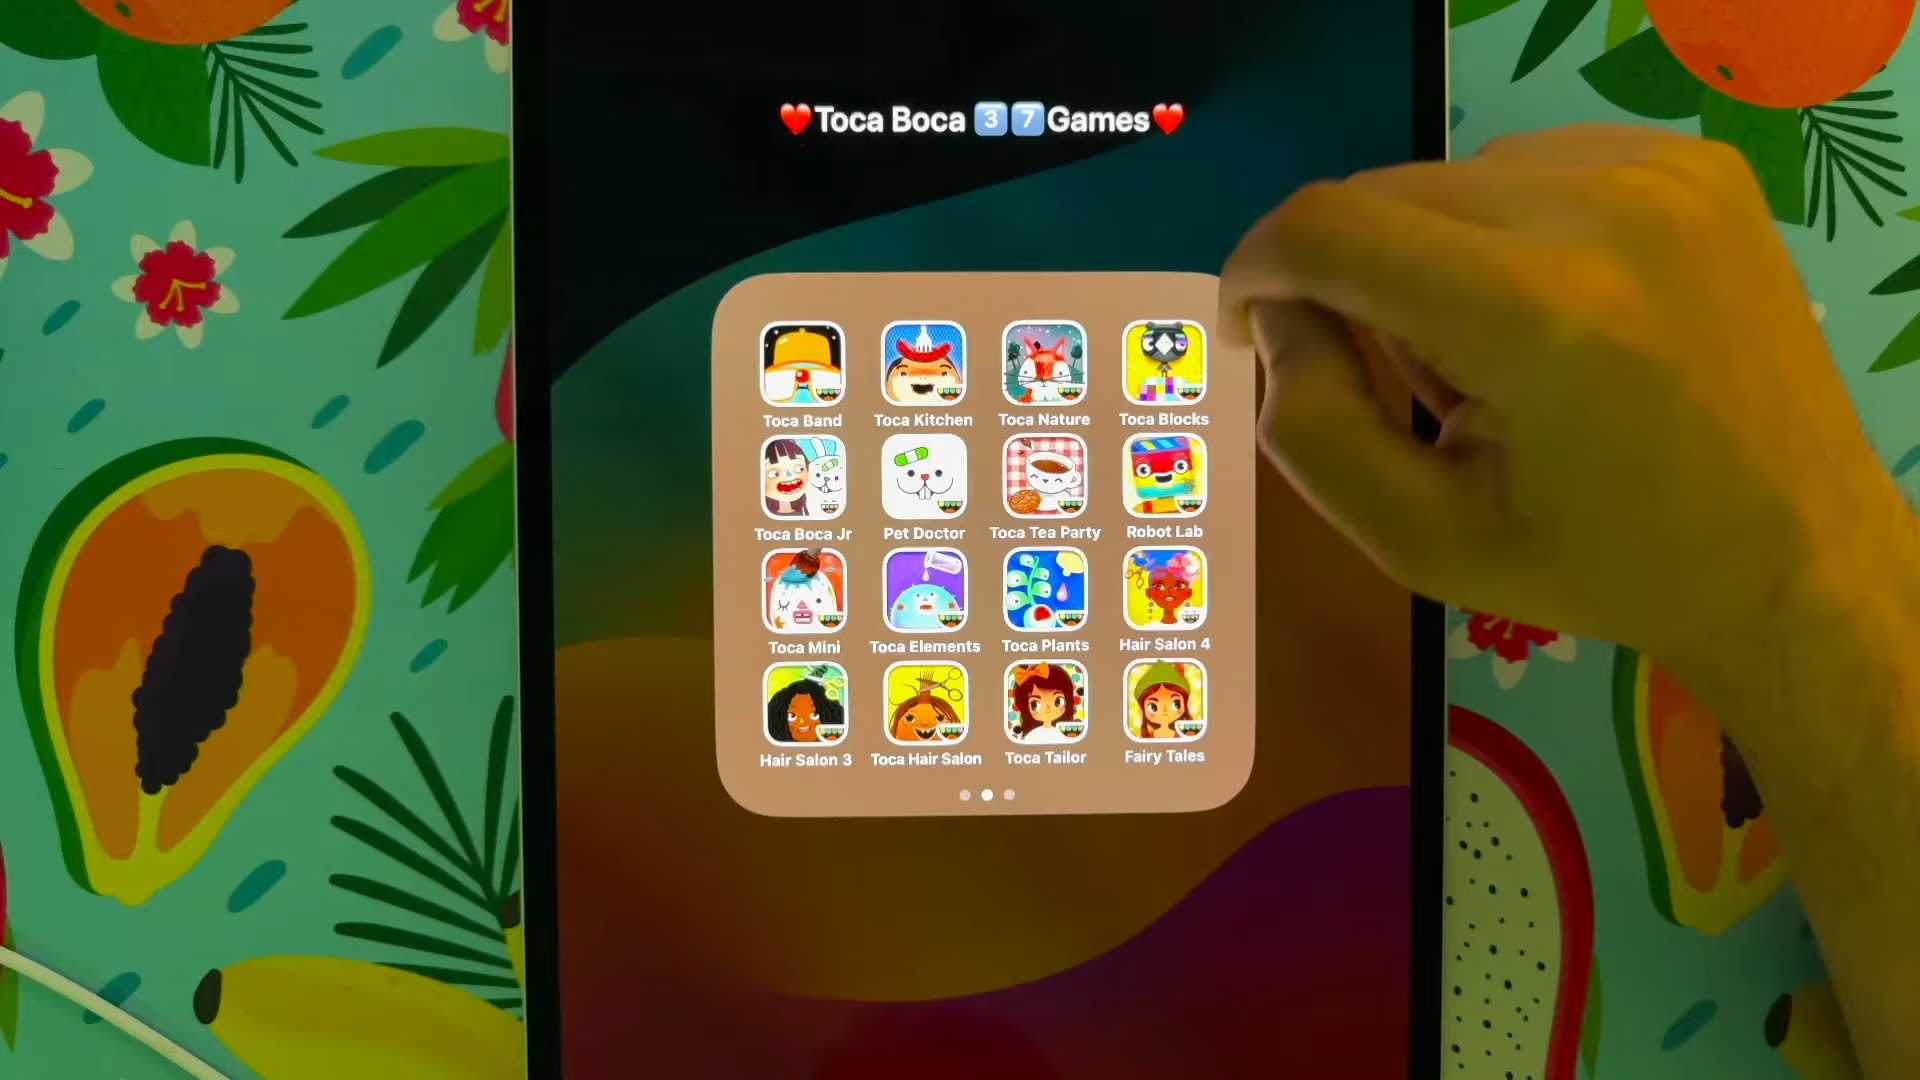 ❤️Toca Boca 3️⃣7️⃣Games❤️
Toca Band Toca Kitchen Toca Nature Toca Blocks
Toca Boca Jr Pet Doctor Toca Tea Party Robot Lab
Toca Mini Toca Elements Toca Plants Hair Salon 4
Hair Salon 3 Toca Hair Salon Toca Tailor Fairy Tales